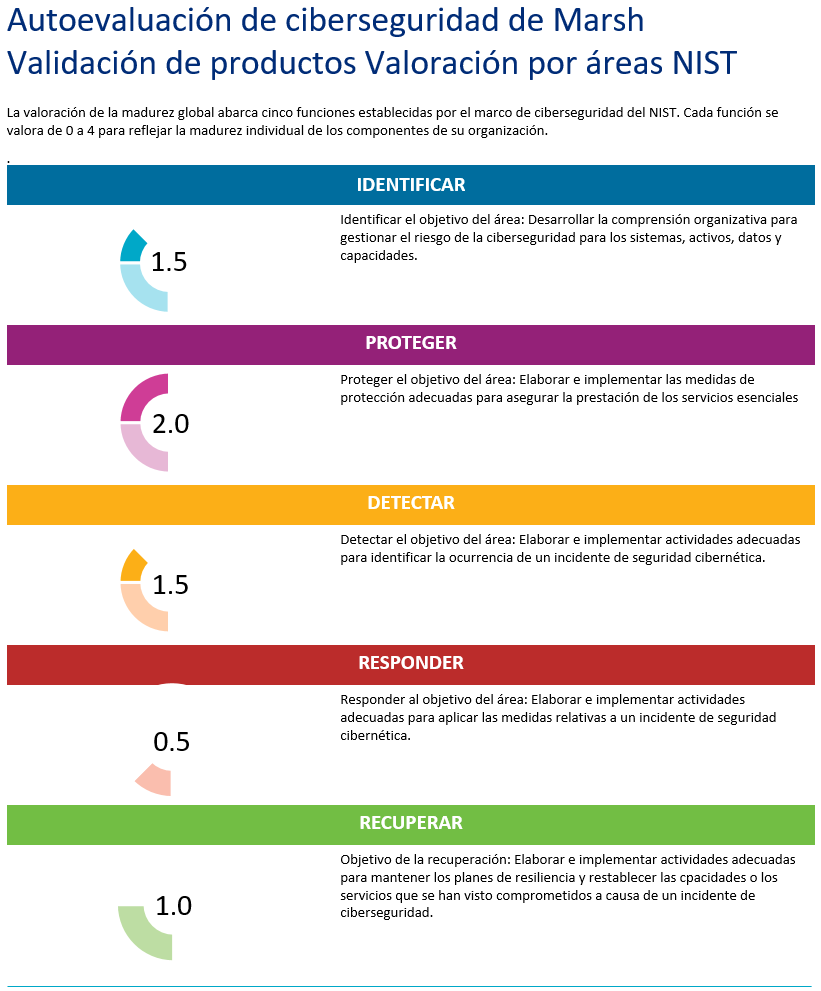 Autoevaluación de ciberseguridad de Marsh
Validación de productos Valoración por áreas NIST
La valoración de la madurez global abarca cinco funciones establecidas por el marco de ciberseguridad del NIST. Cada función se
valora de 0 a 4 para reflejar la madurez individual de los componentes de su organización.
.
IDENTIFICAR
1.5
Identificar el objetivo del área: Desarrollar la comprensión organizativa para
gestionar el riesgo de la ciberseguridad para los sistemas, activos, datos y
capacidades.
PROTEGER
2.0
Proteger el objetivo del área: Elaborar e implementar las medidas de
protección adecuadas para asegurar la prestación de los servicios esenciales
DETECTAR
1.5
Detectar el objetivo del área: Elaborar e implementar actividades adecuadas
para identificar la ocurrencia de un incidente de seguridad cibernética.
RESPONDER
0.5
Responder al objetivo del área: Elaborar e implementar actividades
adecuadas para aplicar las medidas relativas a un incidente de seguridad
cibernética.
RECUPERAR
1.0
Objetivo de la recuperación: Elaborar e implementar actividades adecuadas
para mantener los planes de resiliencia y restablecer las cpacidades o los
servicios que se han visto comprometidos a causa de un incidente de
ciberseguridad.